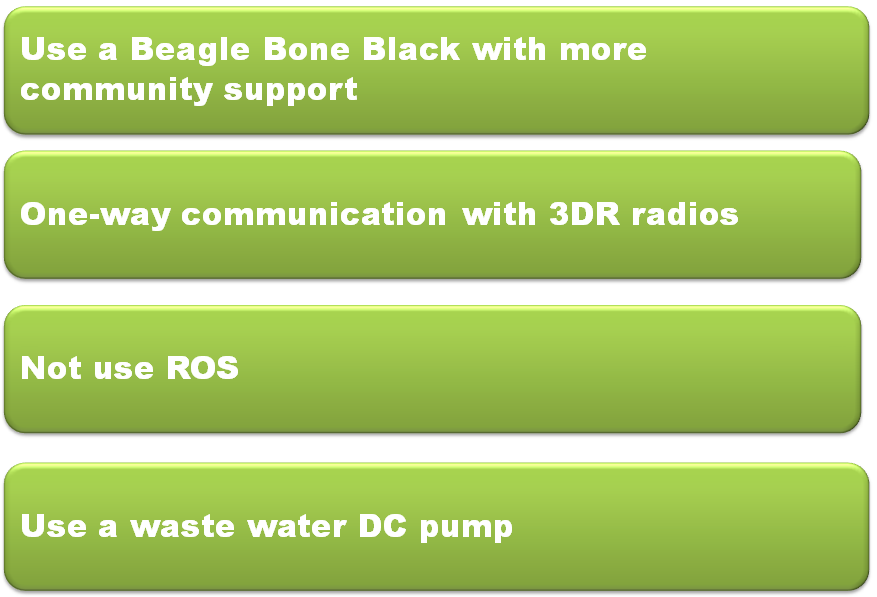 Use a Beagle Bone Black with more
community support
One-way communication with 3DR radios
Not use ROS
Use a waste water DC pump